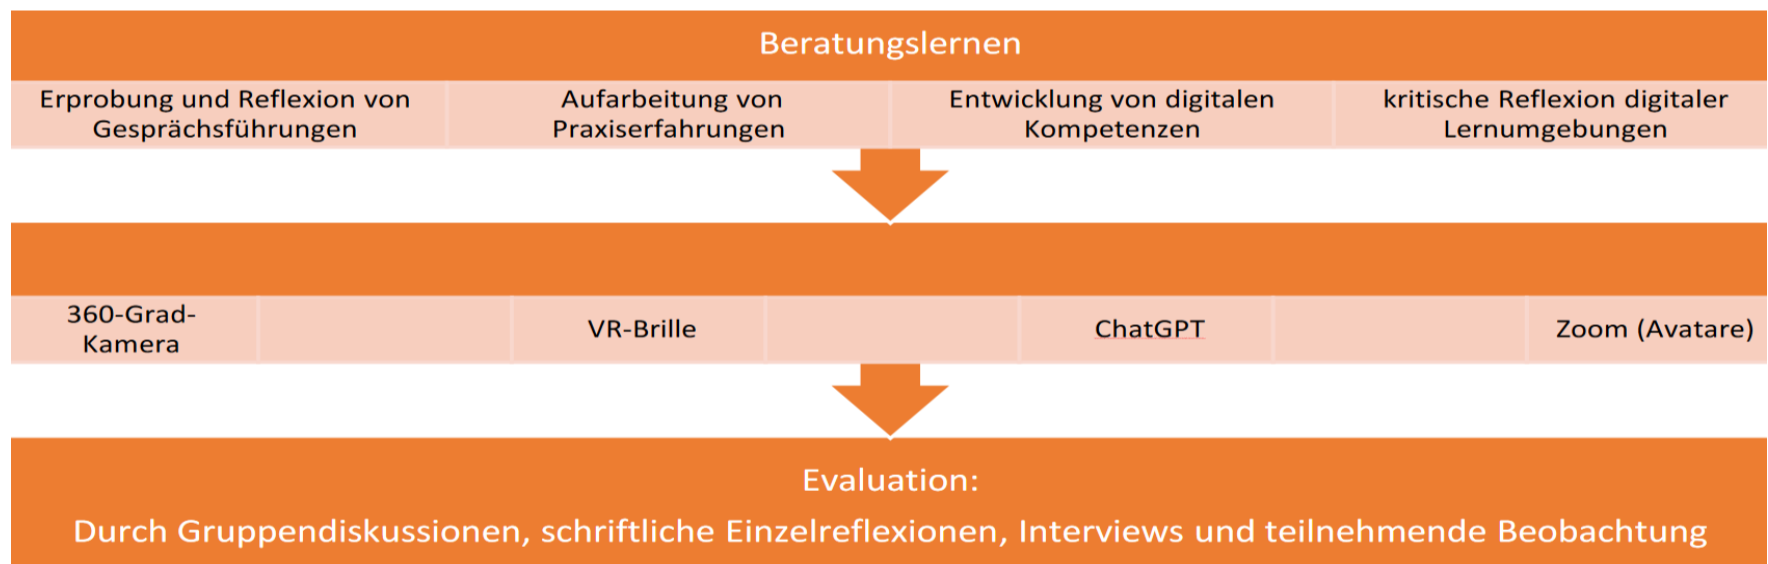 Beratungslernen
Erprobung und Reflexion von
Gesprächsführungen
Aufarbeitung von
Praxiserfahrungen
Entwicklung von digitalen
Kompetenzen
kritische Reflexion digitaler
Lernumgebungen
360-Grad-
Kamera
VR-Brille
ChatGPT
Zoom (Avatare)
Evaluation:
Durch Gruppendiskussionen, schriftliche Einzelreflexionen, Interviews und teilnehmende Beobachtung